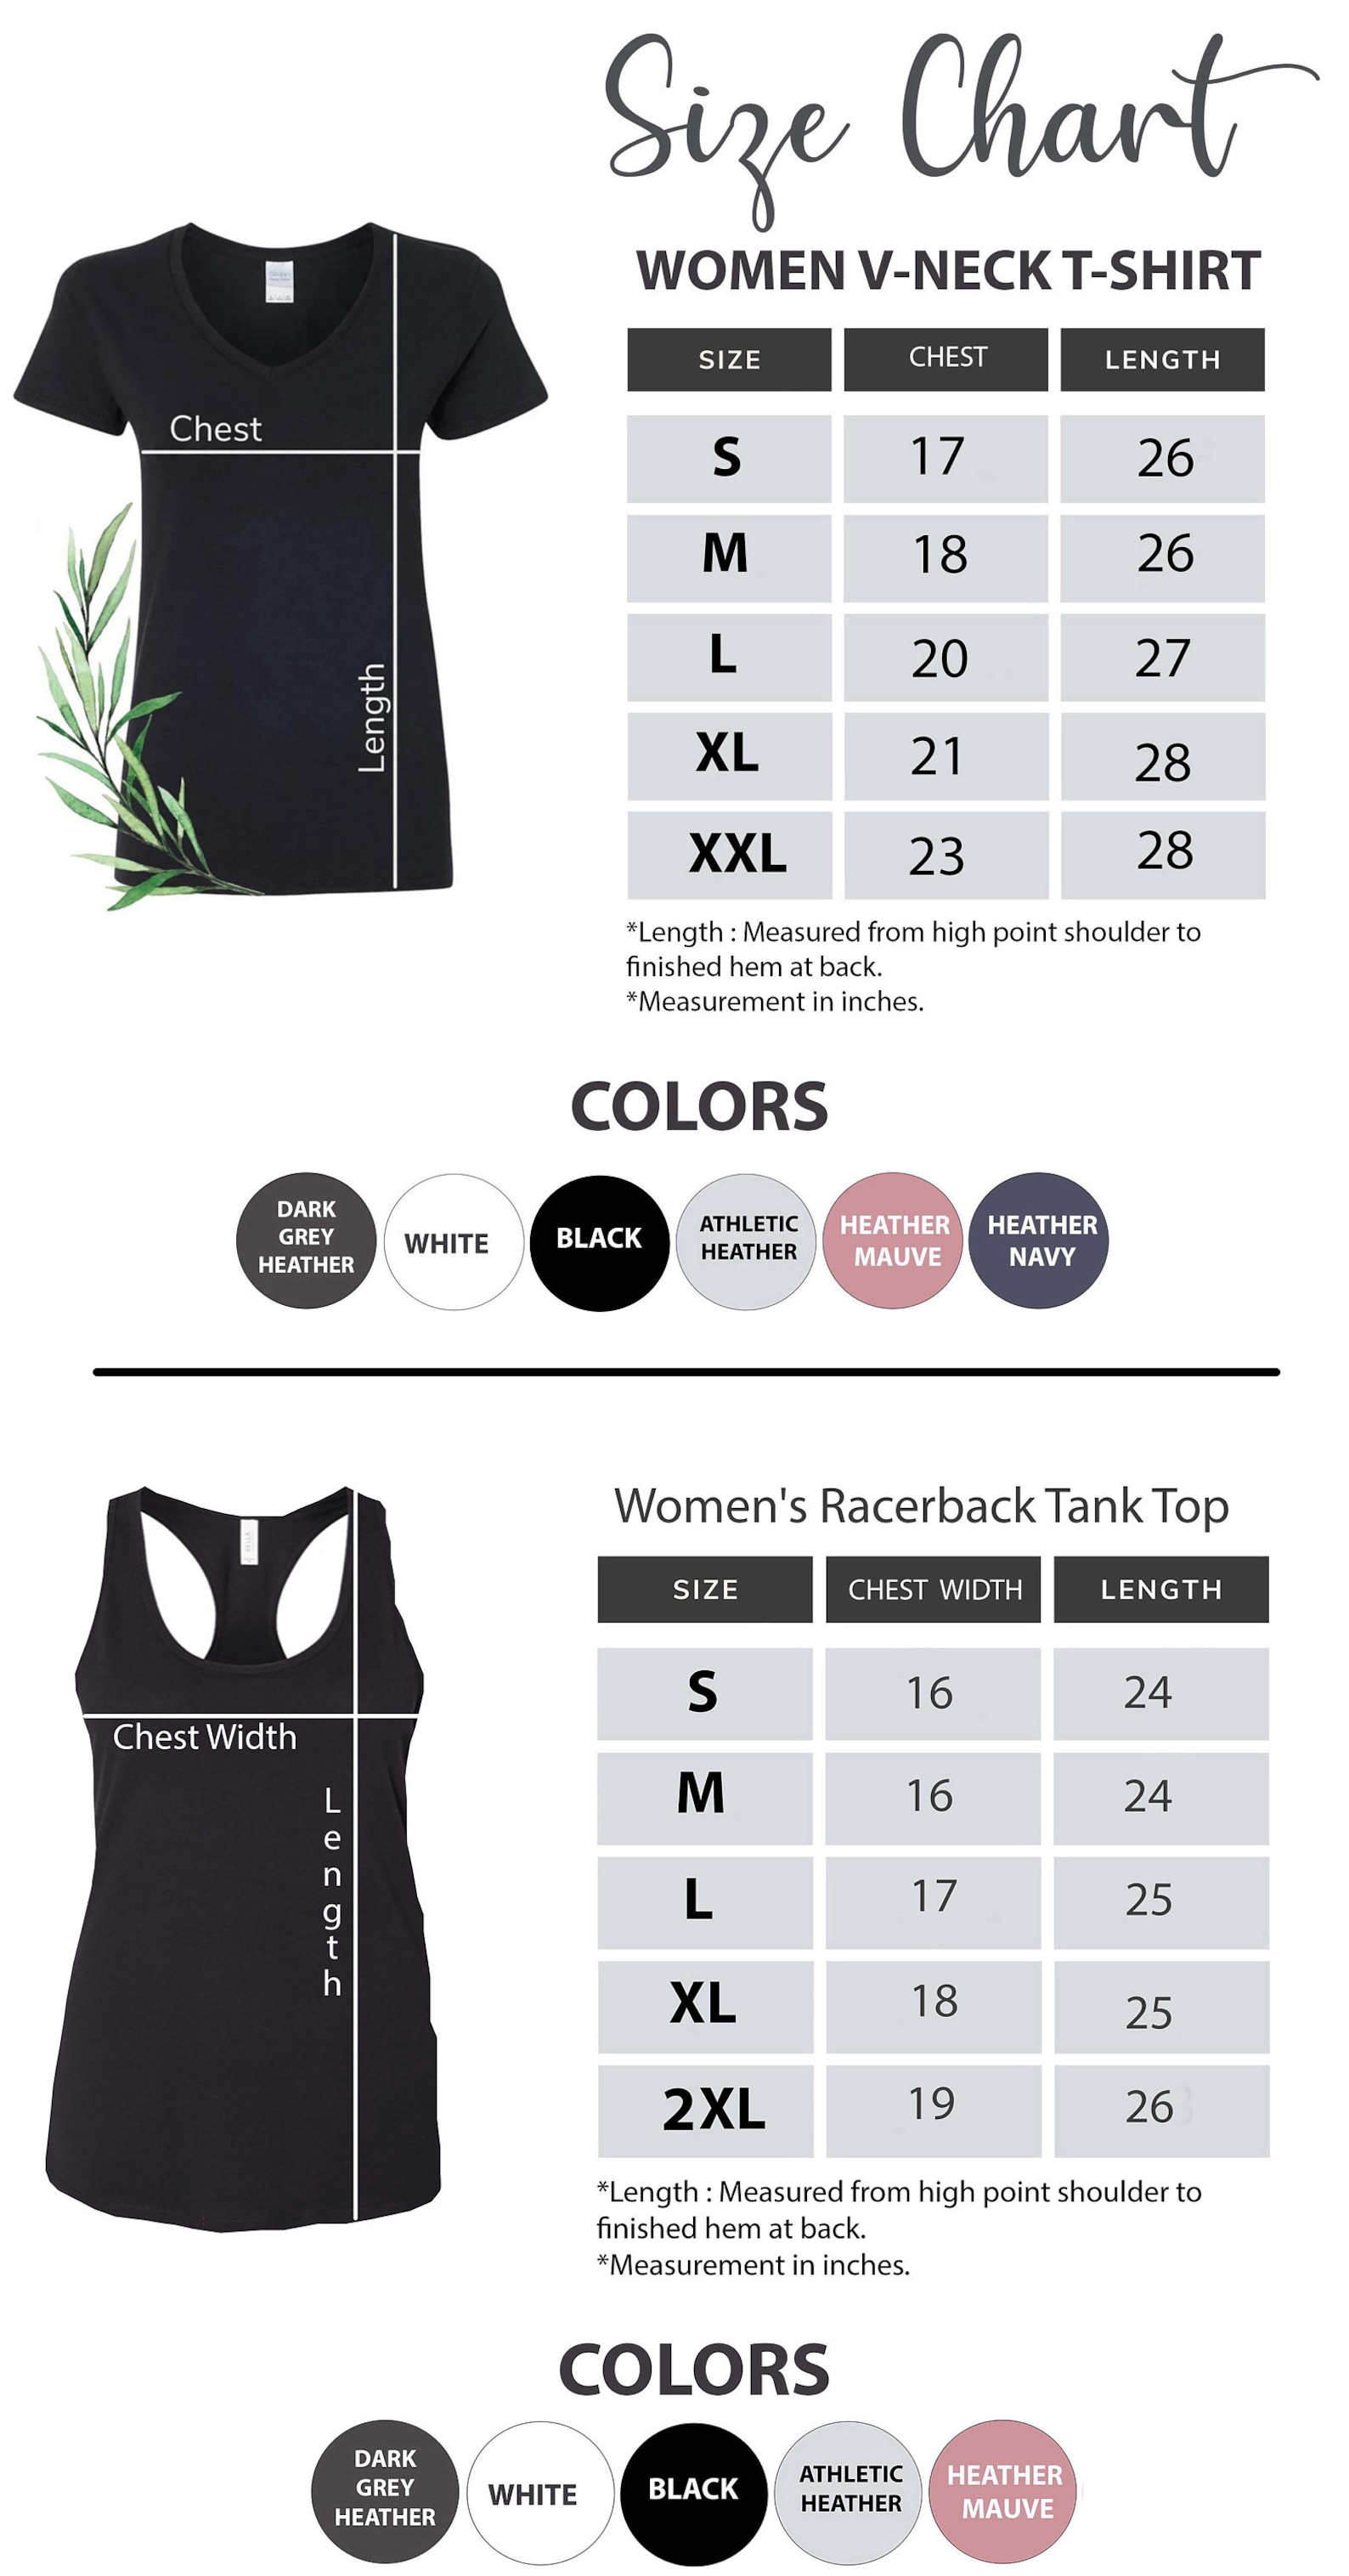 Size Chart
WOMEN V-NECK T-SHIRT
SIZE CHEST LENGTH
S 17 26
M 18 26
L 20 27
XL 21 28
XXL 23 28
*Length : Measured from high point shoulder to
finished hem at back.
*Measurement in inches.
Chest
Length
COLORS
DARK
GREY
HEATHER
WHITE
BLACK
ATHLETIC
HEATHER
HEATHER
MAUVE
HEATHER
NAVY
Women's Racerback Tank Top
SIZE CHEST WIDTH LENGTH
S 16 24
M 16 24
L 17 25
XL 18 25
2XL 19 26
*Length : Measured from high point shoulder to
finished hem at back.
*Measurement in inches.
Chest Width
Length
COLORS
DARK
GREY
HEATHER
WHITE
BLACK
ATHLETIC
HEATHER
HEATHER
MAUVE